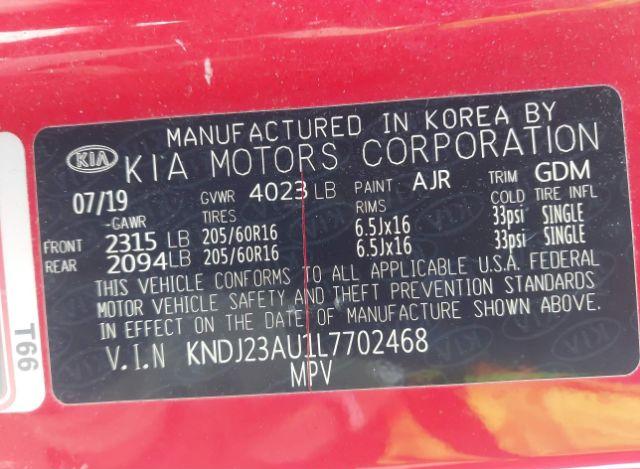 MANUFACTURED IN KOREA BY
KIA KIA MOTORS CORPORATION
07/19 GVWR 4023 LB PAINT AJR TRIM GDM
-GAWR TIRES RIMS COLD TIRE INFL
FRONT 2315 LB 205/60R16 6.5Jx16 33psi SINGLE
REAR 2094LB 205/60R16 6.5Jx16 33psi SINGLE
THIS VEHICLE CONFORMS TO ALL APPLICABLE U.S.A. FEDERAL
MOTOR VEHICLE SAFETY AND THEFT PREVENTION STANDARDS
IN EFFECT ON THE DATE OF MANUFACTURE SHOWN ABOVE.
V.I.N KNDJ23AU1L7702468
MPV
T66